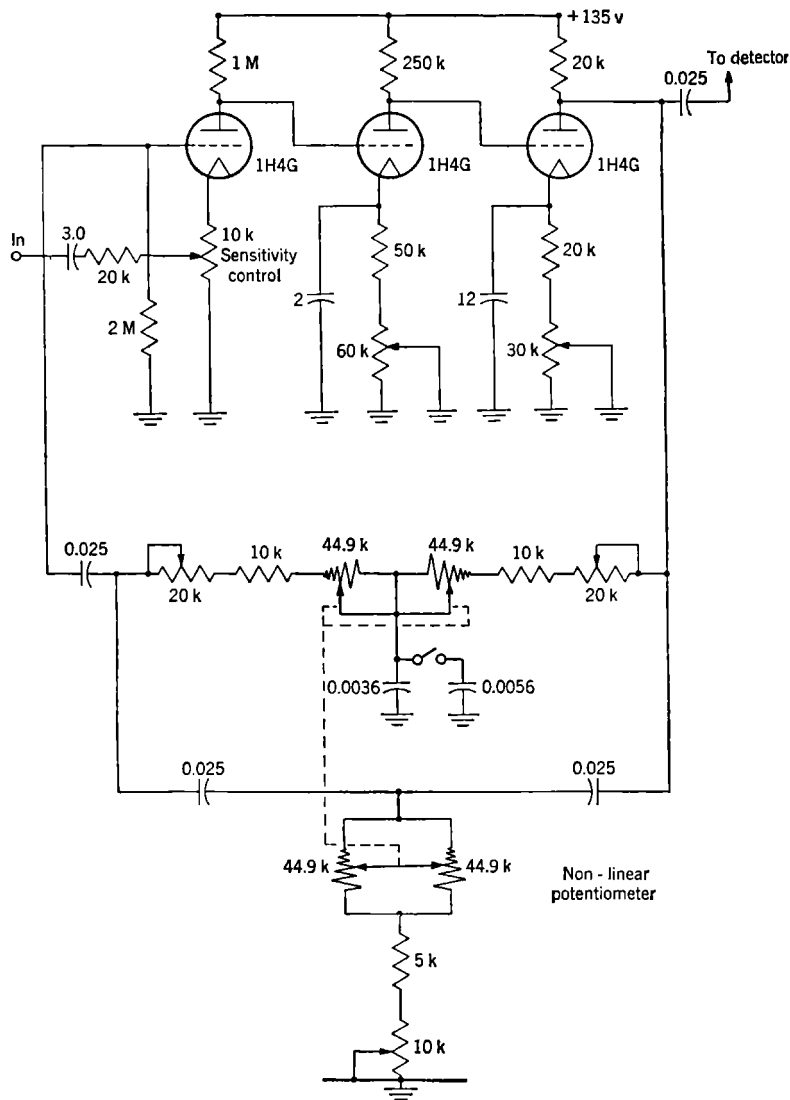 + 135 v
1 M
250 k
20 k
To detector
0.025
1H4G
1H4G
1H4G
In
3.0
20 k
10 k
Sensitivity
control
50 k
20 k
2 M
2
60 k
12
30 k
0.025
20 k
10 k
44.9 k
44.9 k
10 k
20 k
0.0036
0.0056
0.025
0.025
44.9 k
44.9 k
Non - linear
potentiometer
5 k
10 k